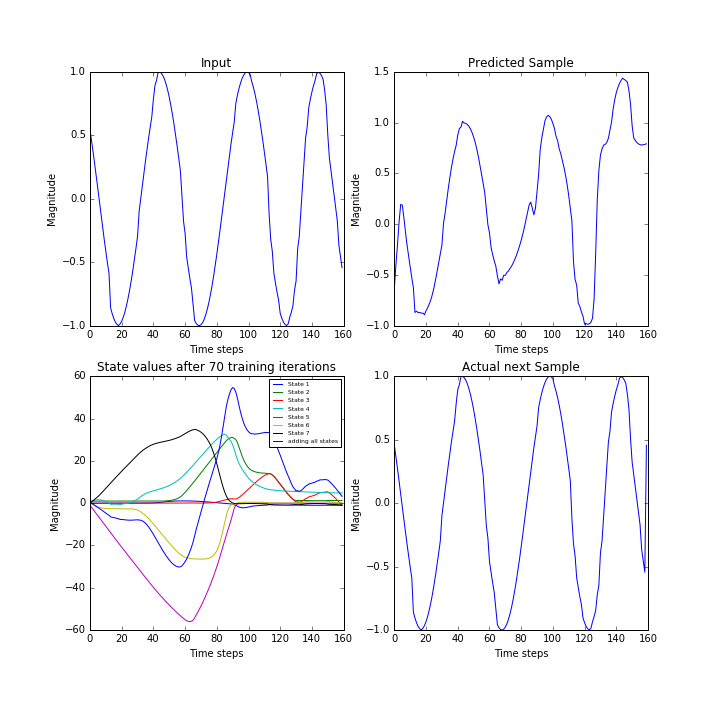 Input
Magnitude
1.0
0.5
0.0
−0.5
−1.0
0 20 40 60 80 100 120 140 160
Time steps
Predicted Sample
Magnitude
1.5
1.0
0.5
0.0
−0.5
−1.0
0 20 40 60 80 100 120 140 160
Time steps
State values after 70 training iterations
Magnitude
60
40
20
0
−20
−40
−60
0 20 40 60 80 100 120 140 160
Time steps
State 1
State 2
State 3
State 4
State 5
State 6
State 7
adding all states
Actual next Sample
Magnitude
1.0
0.5
0.0
−0.5
−1.0
0 20 40 60 80 100 120 140 160
Time steps